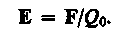 E = F/Q₀.